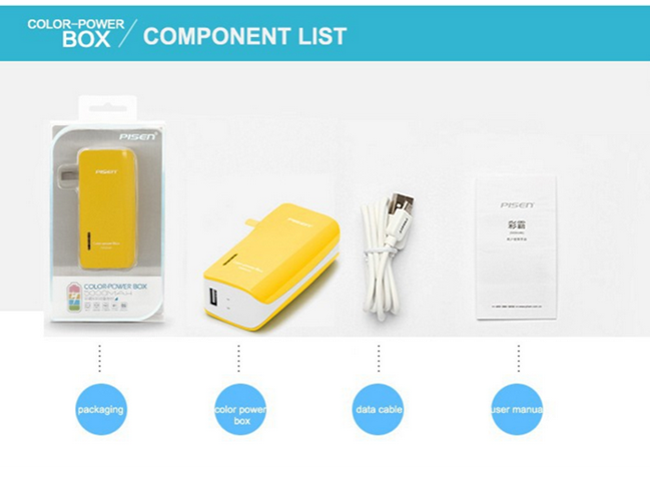 COLOR-POWER
BOX
COMPONENT LIST
PISEN
PISEN
COLOR-POWER BOX
5000mAh
PISEN
PISEN
彩霸
packaging
color power
box
data cable
user manual